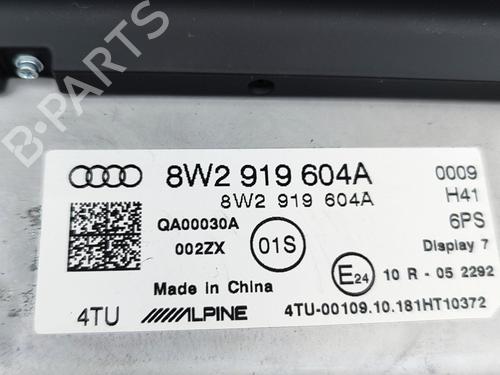 B-PARTS
8W2 919 604A
8W2 919 604A
0009
H41
6PS
QA00030A
002ZX
01S
Display 7
E24
10 R - 05 2292
Made in China
4TU
ALPINE
4TU-00109.10.181HT10372